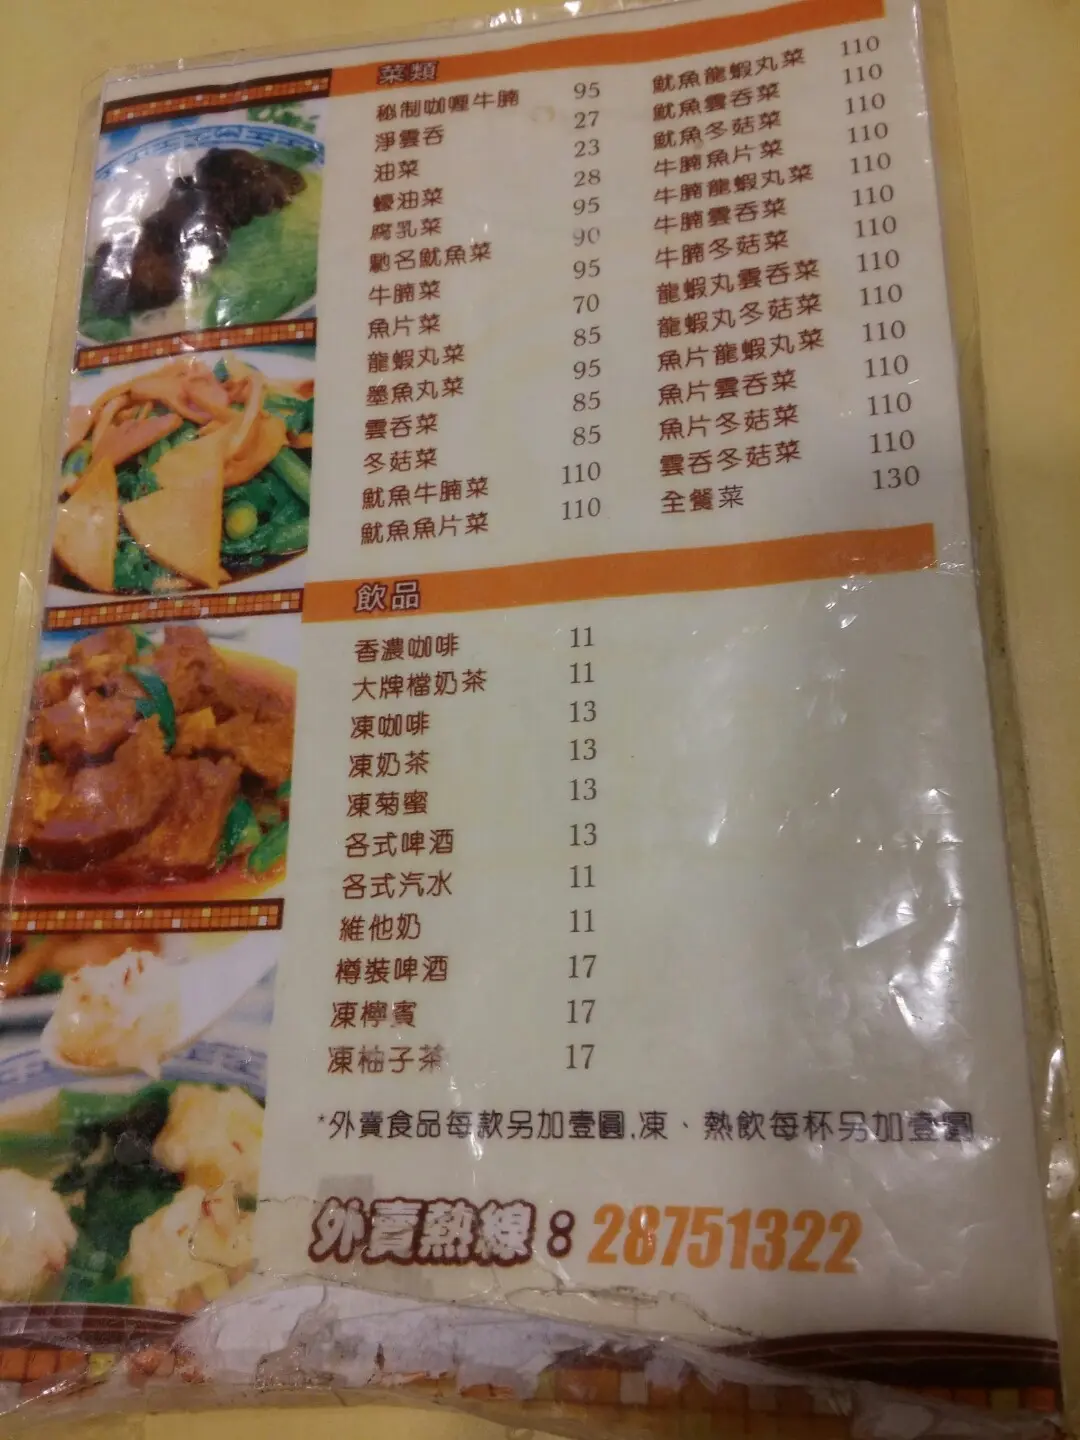 菜類
秘制咖喱牛腩 95
淨雲吞 27
油菜 23
蠔油菜 28
腐乳菜 95
馳名魷魚菜 90
牛腩菜 95
魚片菜 70
龍蝦丸菜 85
墨魚丸菜 95
雲吞菜 85
冬菇菜 85
魷魚牛腩菜 110
魷魚魚片菜 110
魷魚龍蝦丸菜 110
魷魚雲吞菜 110
魷魚冬菇菜 110
牛腩魚片菜 110
牛腩龍蝦丸菜 110
牛腩雲吞菜 110
牛腩冬菇菜 110
龍蝦丸雲吞菜 110
龍蝦丸冬菇菜 110
魚片龍蝦丸菜 110
魚片雲吞菜 110
魚片冬菇菜 110
雲吞冬菇菜 110
全餐菜 130
飲品
香濃咖啡 11
大牌檔奶茶 11
凍咖啡 13
凍奶茶 13
凍菊蜜 13
各式啤酒 13
各式汽水 11
維他奶 11
樽裝啤酒 17
凍檸賓 17
凍柚子茶 17
*外賣食品每款另加壹圓,凍、熱飲每杯另加壹圓
外賣熱線：28751322